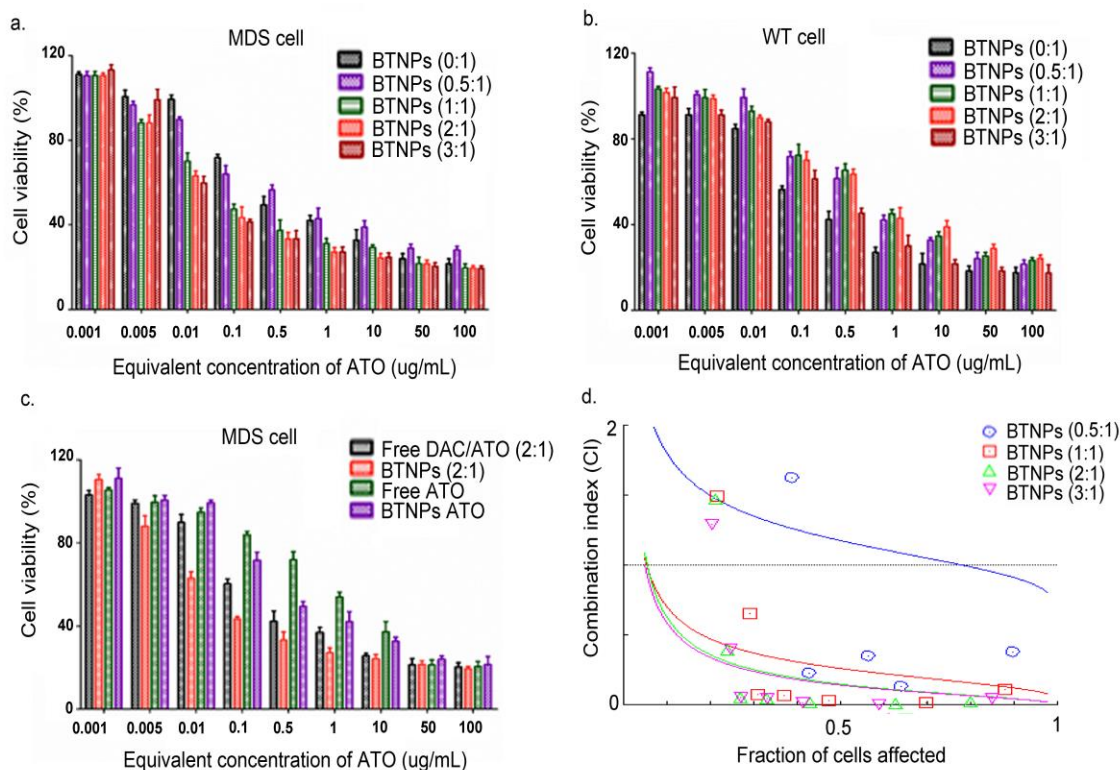 a.
MDS cell
Cell viability (%)
120
80
40
0
BTNPs (0:1)
BTNPs (0.5:1)
BTNPs (1:1)
BTNPs (2:1)
BTNPs (3:1)
0.001 0.005 0.01 0.1 0.5 1 10 50 100
Equivalent concentration of ATO (ug/mL)
b.
WT cell
Cell viability (%)
120
80
40
0
BTNPs (0:1)
BTNPs (0.5:1)
BTNPs (1:1)
BTNPs (2:1)
BTNPs (3:1)
0.001 0.005 0.01 0.1 0.5 1 10 50 100
Equivalent concentration of ATO (ug/mL)
c.
MDS cell
Cell viability (%)
120
80
40
0
Free DAC/ATO (2:1)
BTNPs (2:1)
Free ATO
BTNPs ATO
0.001 0.005 0.01 0.1 0.5 1 10 50 100
Equivalent concentration of ATO (ug/mL)
d.
Combination index (CI)
2
1
0
BTNPs (0.5:1)
BTNPs (1:1)
BTNPs (2:1)
BTNPs (3:1)
0.5 1
Fraction of cells affected